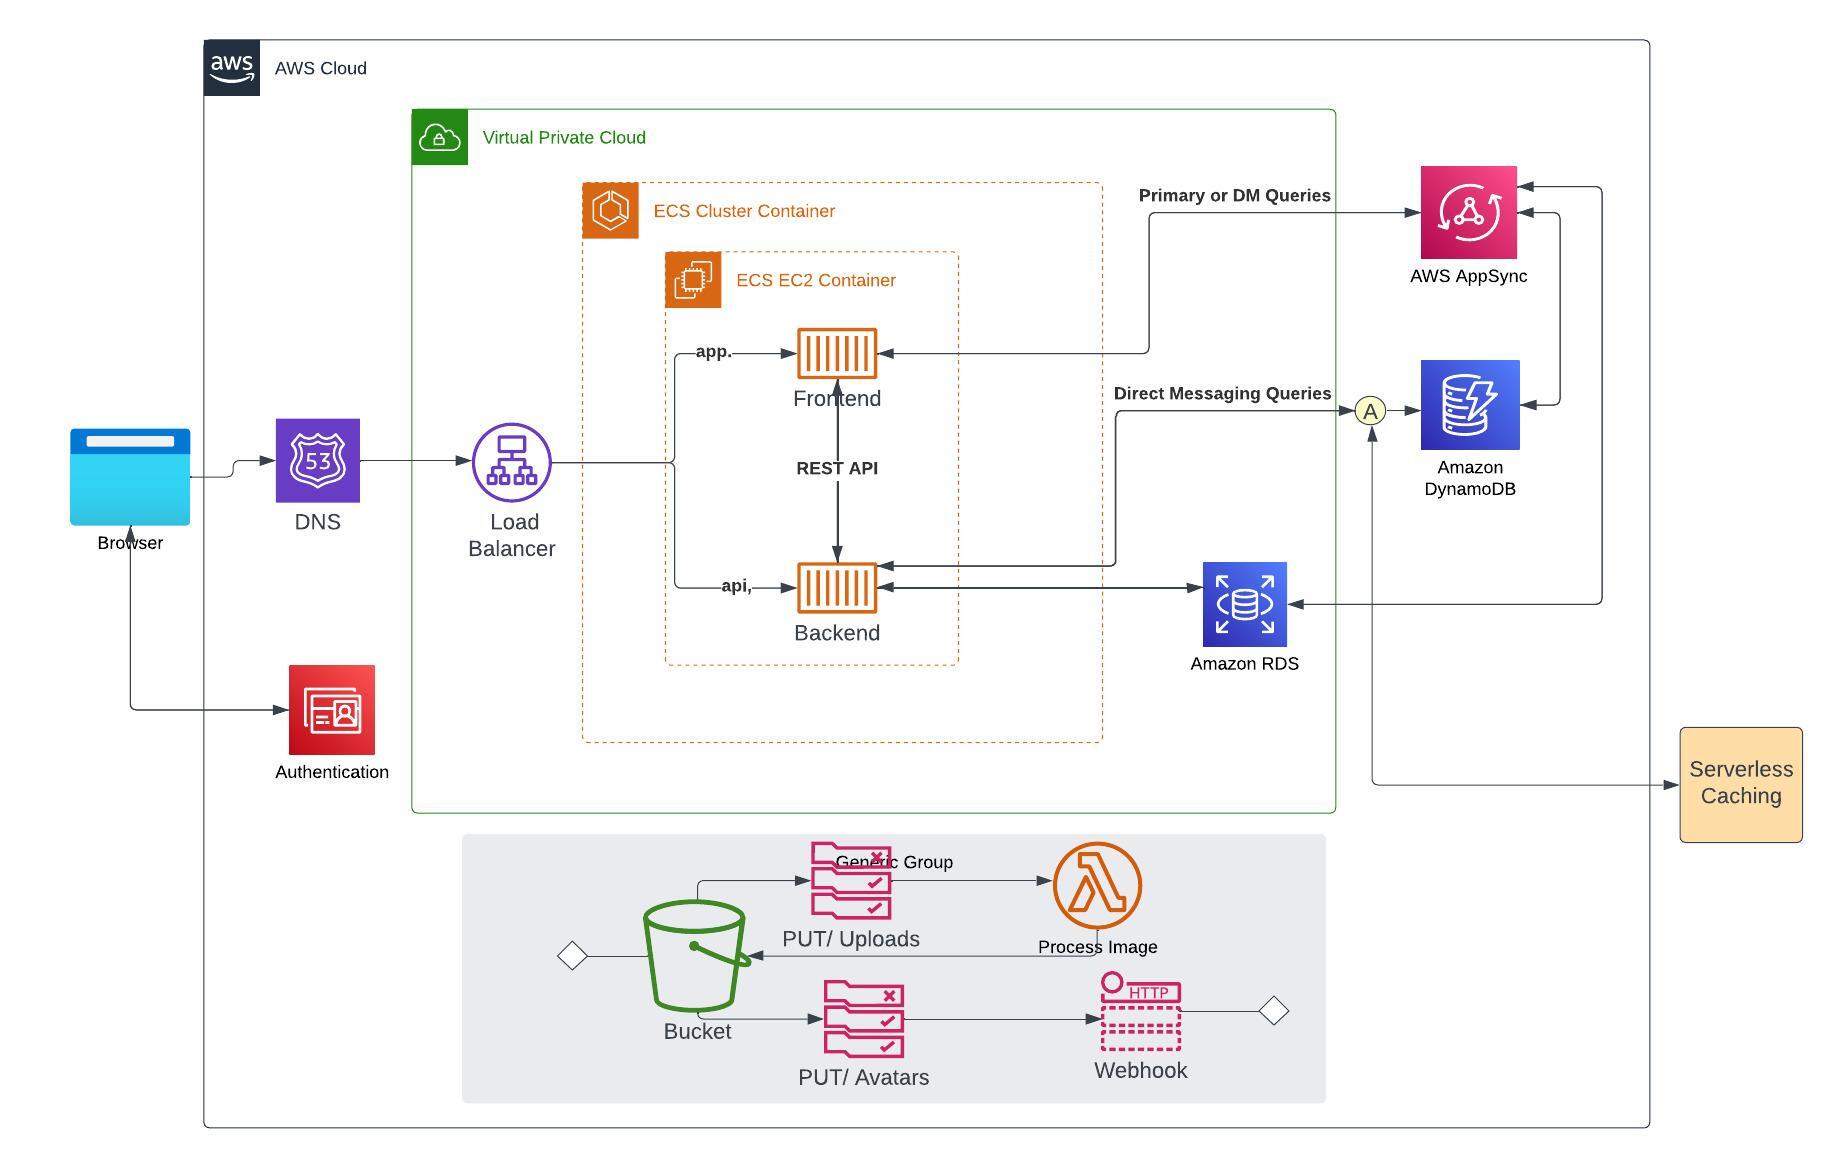 aws
AWS Cloud
Virtual Private Cloud
ECS Cluster Container
Primary or DM Queries
ECS EC2 Container
AWS AppSync
app.
Frontend
Direct Messaging Queries
A
53
REST API
Amazon
DynamoDB
DNS
Load
Balancer
Browser
api,
Backend
Amazon RDS
Authentication
Serverless
Caching
Generic Group
PUT/ Uploads
Process Image
HTTP
Bucket
PUT/ Avatars
Webhook